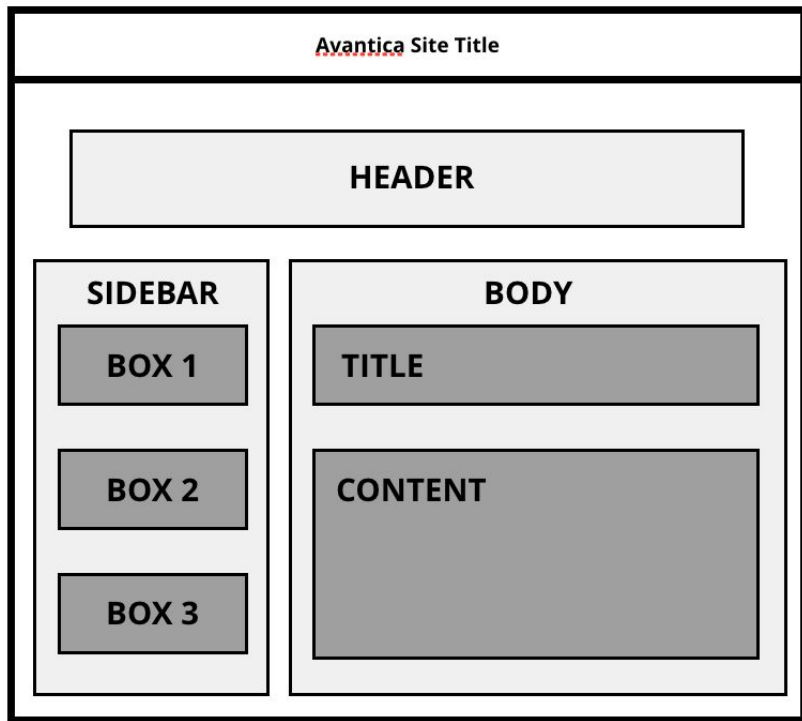 Avantica Site Title
HEADER
SIDEBAR
BOX 1
BOX 2
BOX 3
BODY
TITLE
CONTENT